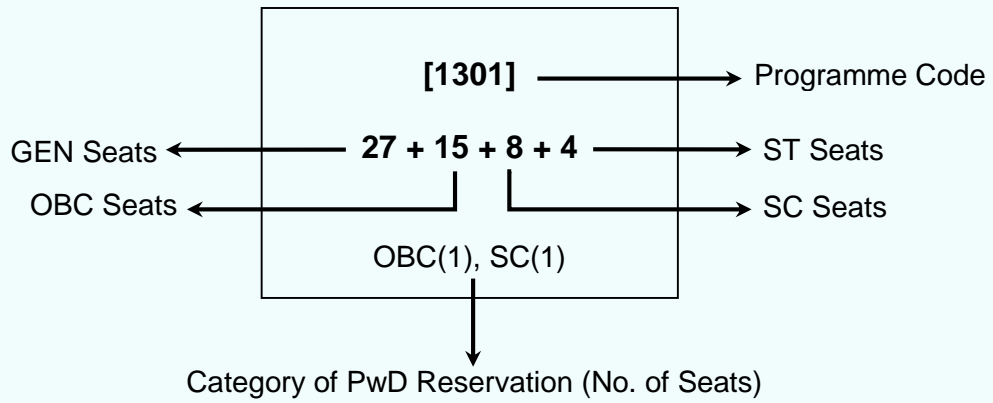 [1301] Programme Code
GEN Seats 27 + 15 + 8 + 4 ST Seats
OBC Seats SC Seats
OBC(1), SC(1)
Category of PwD Reservation (No. of Seats)